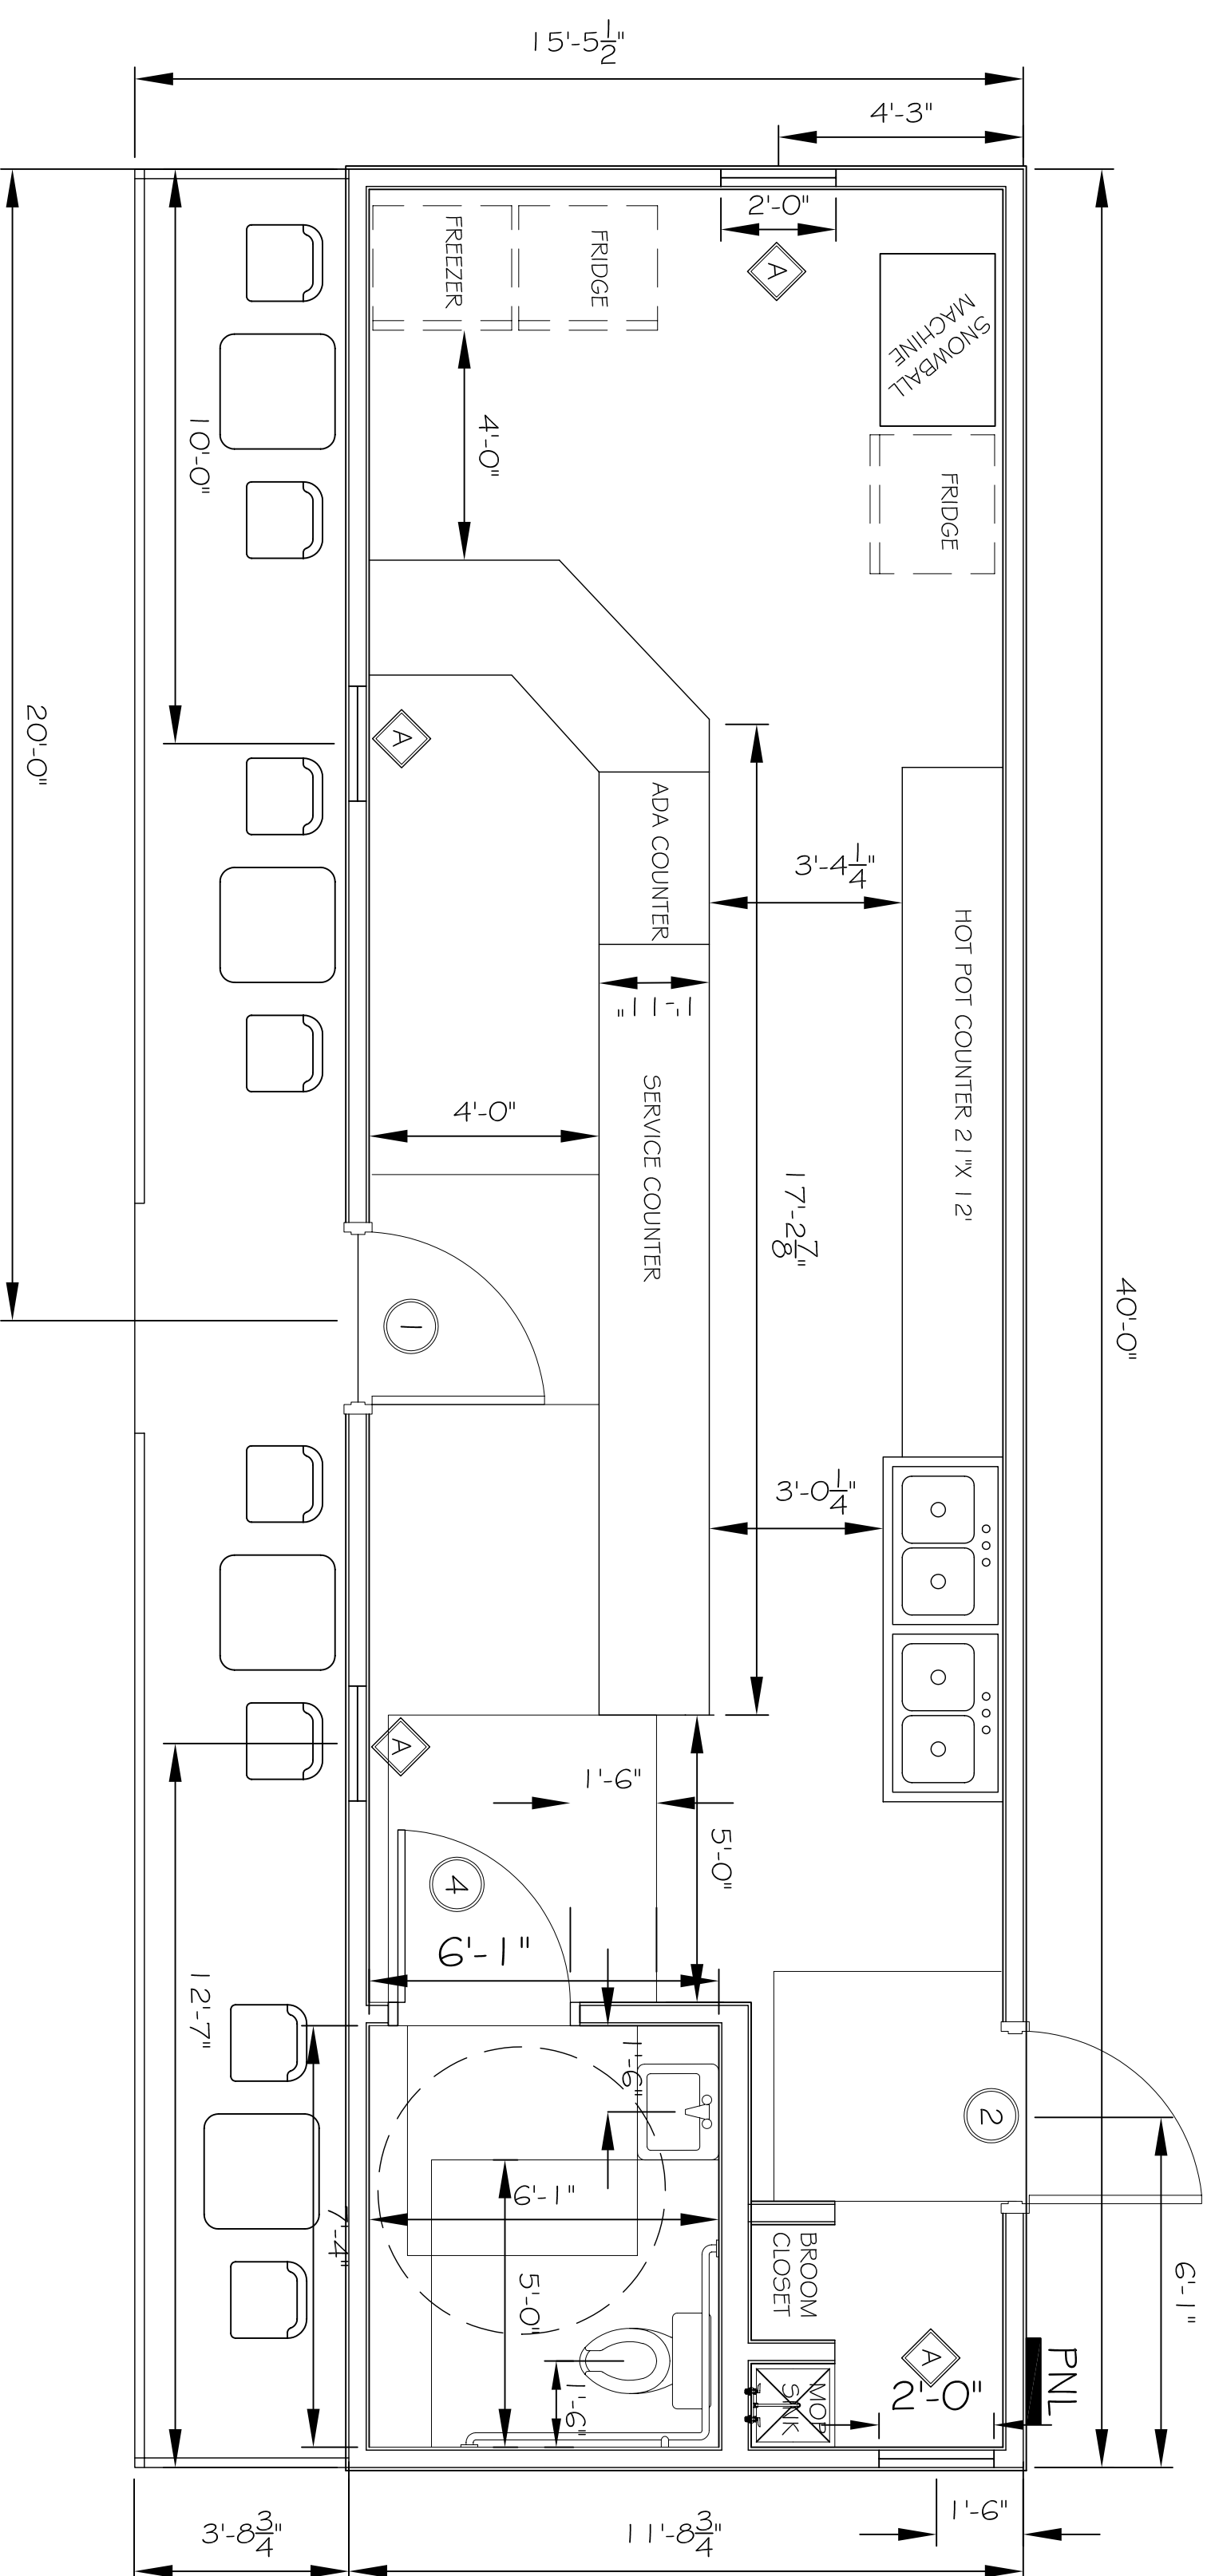 15'-5 1/2"
4'-3"
2'-0"
A
FREEZER
FRIDGE
SNOWBALL
MACHINE
FRIDGE
4'-0"
10'-0"
20'-0"
A
ADA COUNTER
3'-4 1/4"
HOT POT COUNTER 21"X 12'
1'-11"
SERVICE COUNTER
4'-0"
17'-2 7/8"
40'-0"
1
3'-0 1/4"
A
1'-6"
5'-0"
4
6'-1"
12'-7"
1'-6"
2
6'-1"
7'-4"
5'-0"
1'-6"
BROOM
CLOSET
6'-1"
A
PNL
2'-0"
MOP
SINK
1'-6"
3'-8 3/4"
11'-8 3/4"